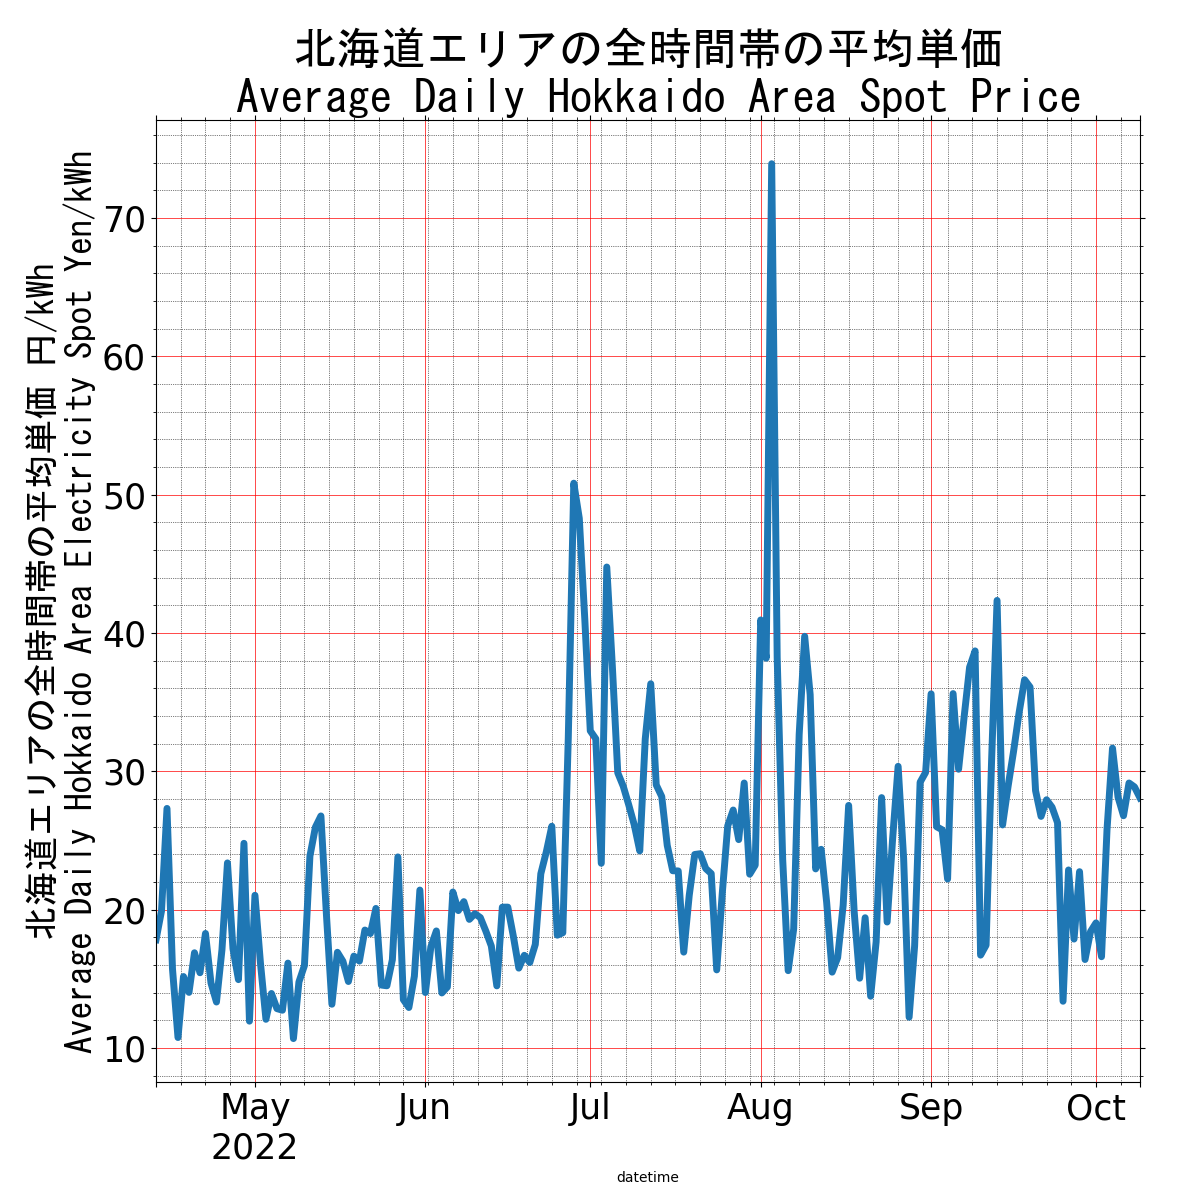 北海道エリアの全時間帯の平均単価
Average Daily Hokkaido Area Spot Price
北海道エリアの全時間帯の平均単価 円/kWh
Average Daily Hokkaido Area Electricity Spot Yen/kWh
70
60
50
40
30
20
10
May
2022
Jun
Jul
Aug
Sep
Oct
datetime